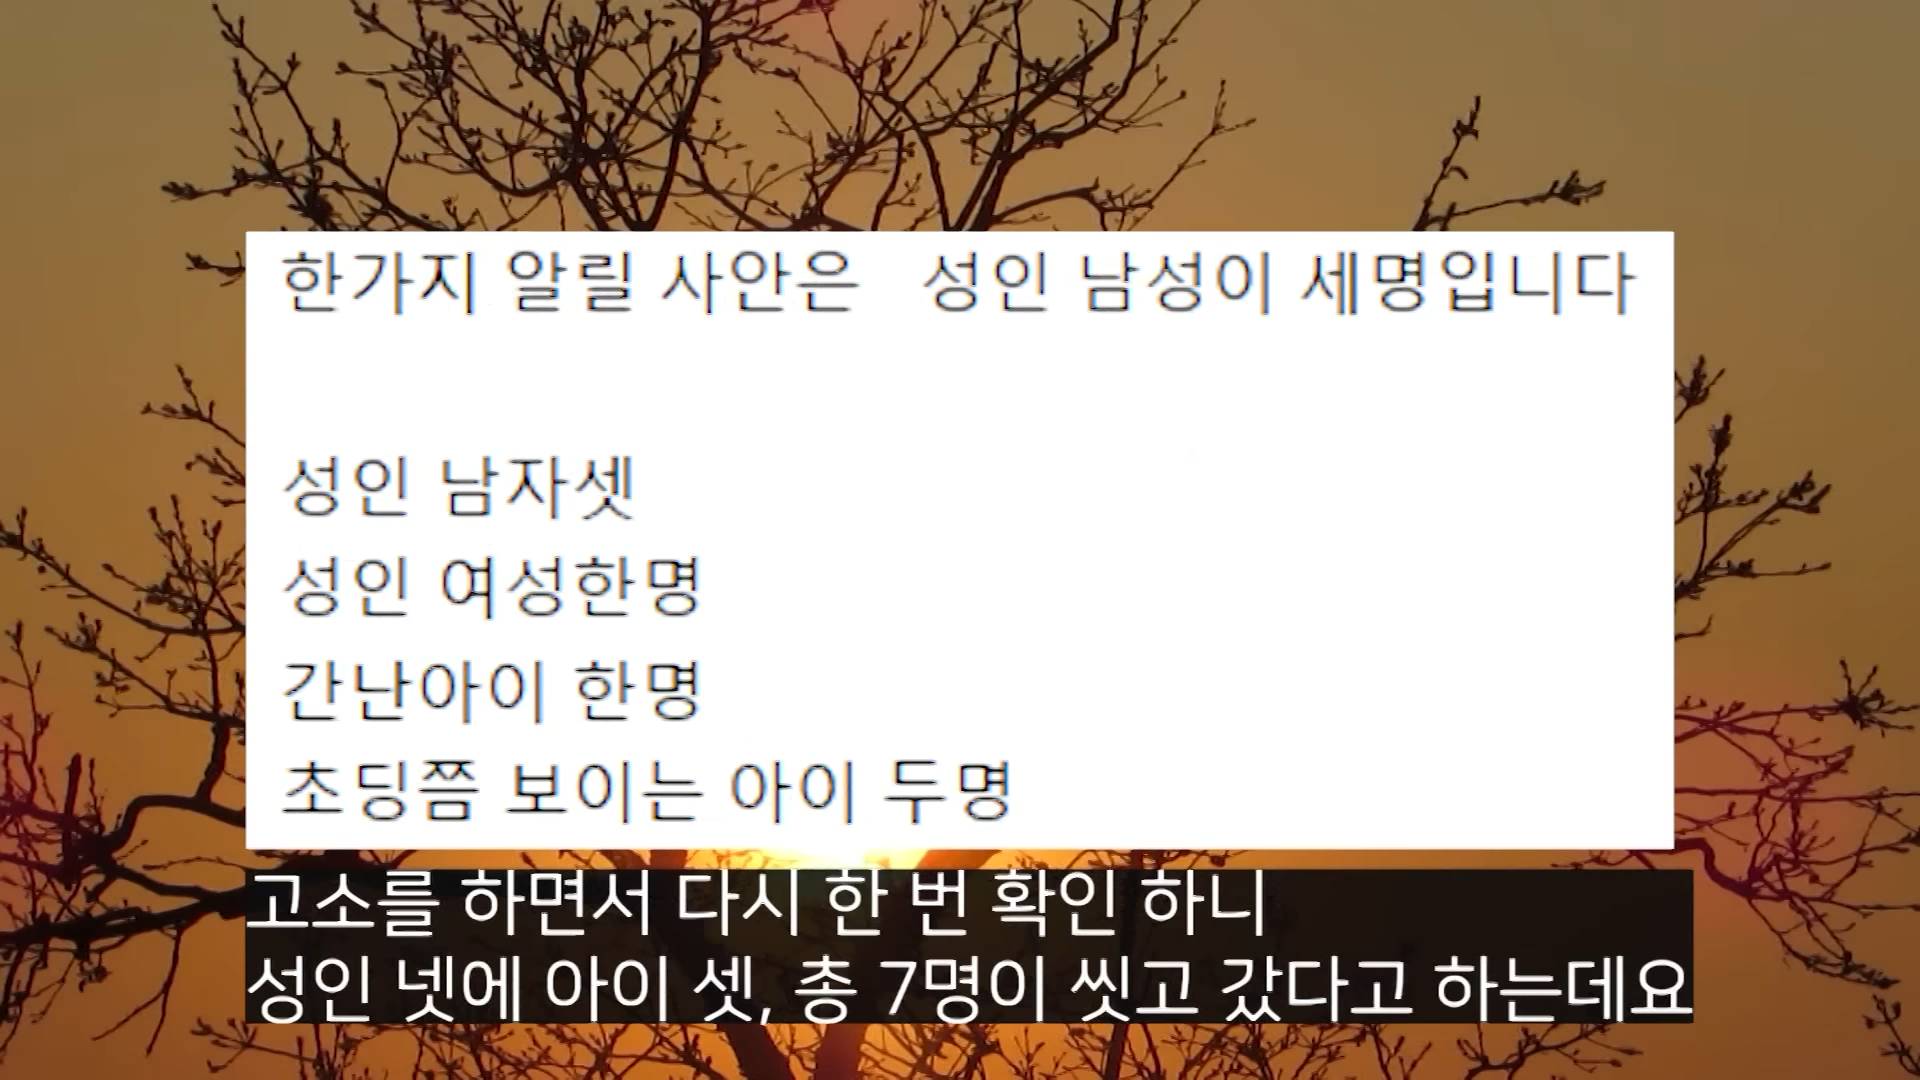 한가지 알릴 사안은 성인 남성이 세명입니다
성인 남자셋
성인 여성한명
간난아이 한명
초딩쯤 보이는 아이 두명
고소를 하면서 다시 한 번 확인 하니
성인 넷에 아이 셋, 총 7명이 씻고 갔다고 하는데요